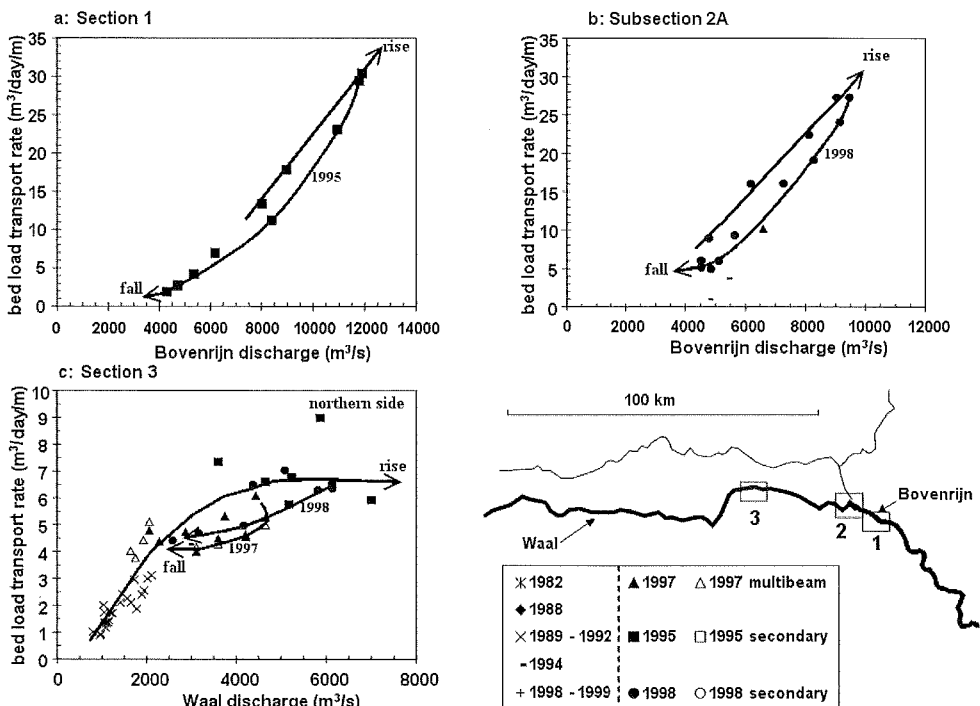 a: Section 1
bed load transport rate (m³/day/m)
35
30
25
20
15
10
5
0
rise
1995
fall
0 2000 4000 6000 8000 10000 12000 14000
Bovenrijn discharge (m³/s)
b: Subsection 2A
bed load transport rate (m³/day/m)
35
30
25
20
15
10
5
0
rise
1998
fall
0 2000 4000 6000 8000 10000 12000
Bovenrijn discharge (m³/s)
c: Section 3
bed load transport rate (m³/day/m)
10
9
8
7
6
5
4
3
2
1
0
northern side
rise
1998
1997
fall
0 2000 4000 6000 8000
Waal discharge (m³/s)
100 km
Bovenrijn
3
2
1
Waal
1982 1997 1997 multibeam
1988
1989 - 1992 1995 1995 secondary
1994
1998 - 1999 1998 1998 secondary